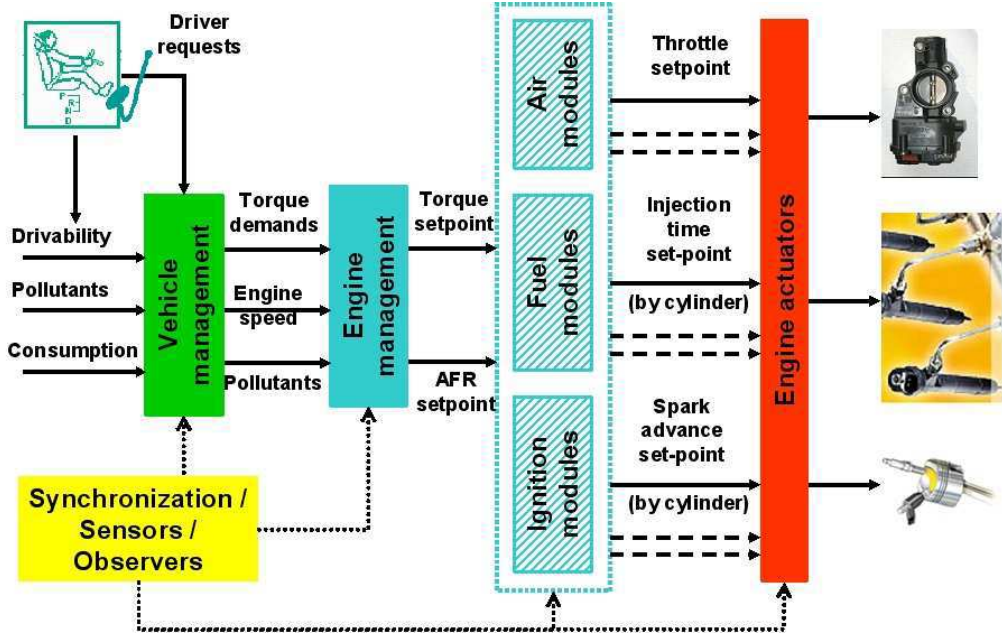 Driver
requests
P
R
N
D
Drivability
Pollutants
Consumption
Vehicle
management
Torque
demands
Engine
speed
Pollutants
Engine
management
Torque
setpoint
AFR
setpoint
Air
modules
Fuel
modules
Ignition
modules
Throttle
setpoint
Injection
time
set-point
(by cylinder)
Spark
advance
set-point
(by cylinder)
Engine actuators
Synchronization /
Sensors /
Observers